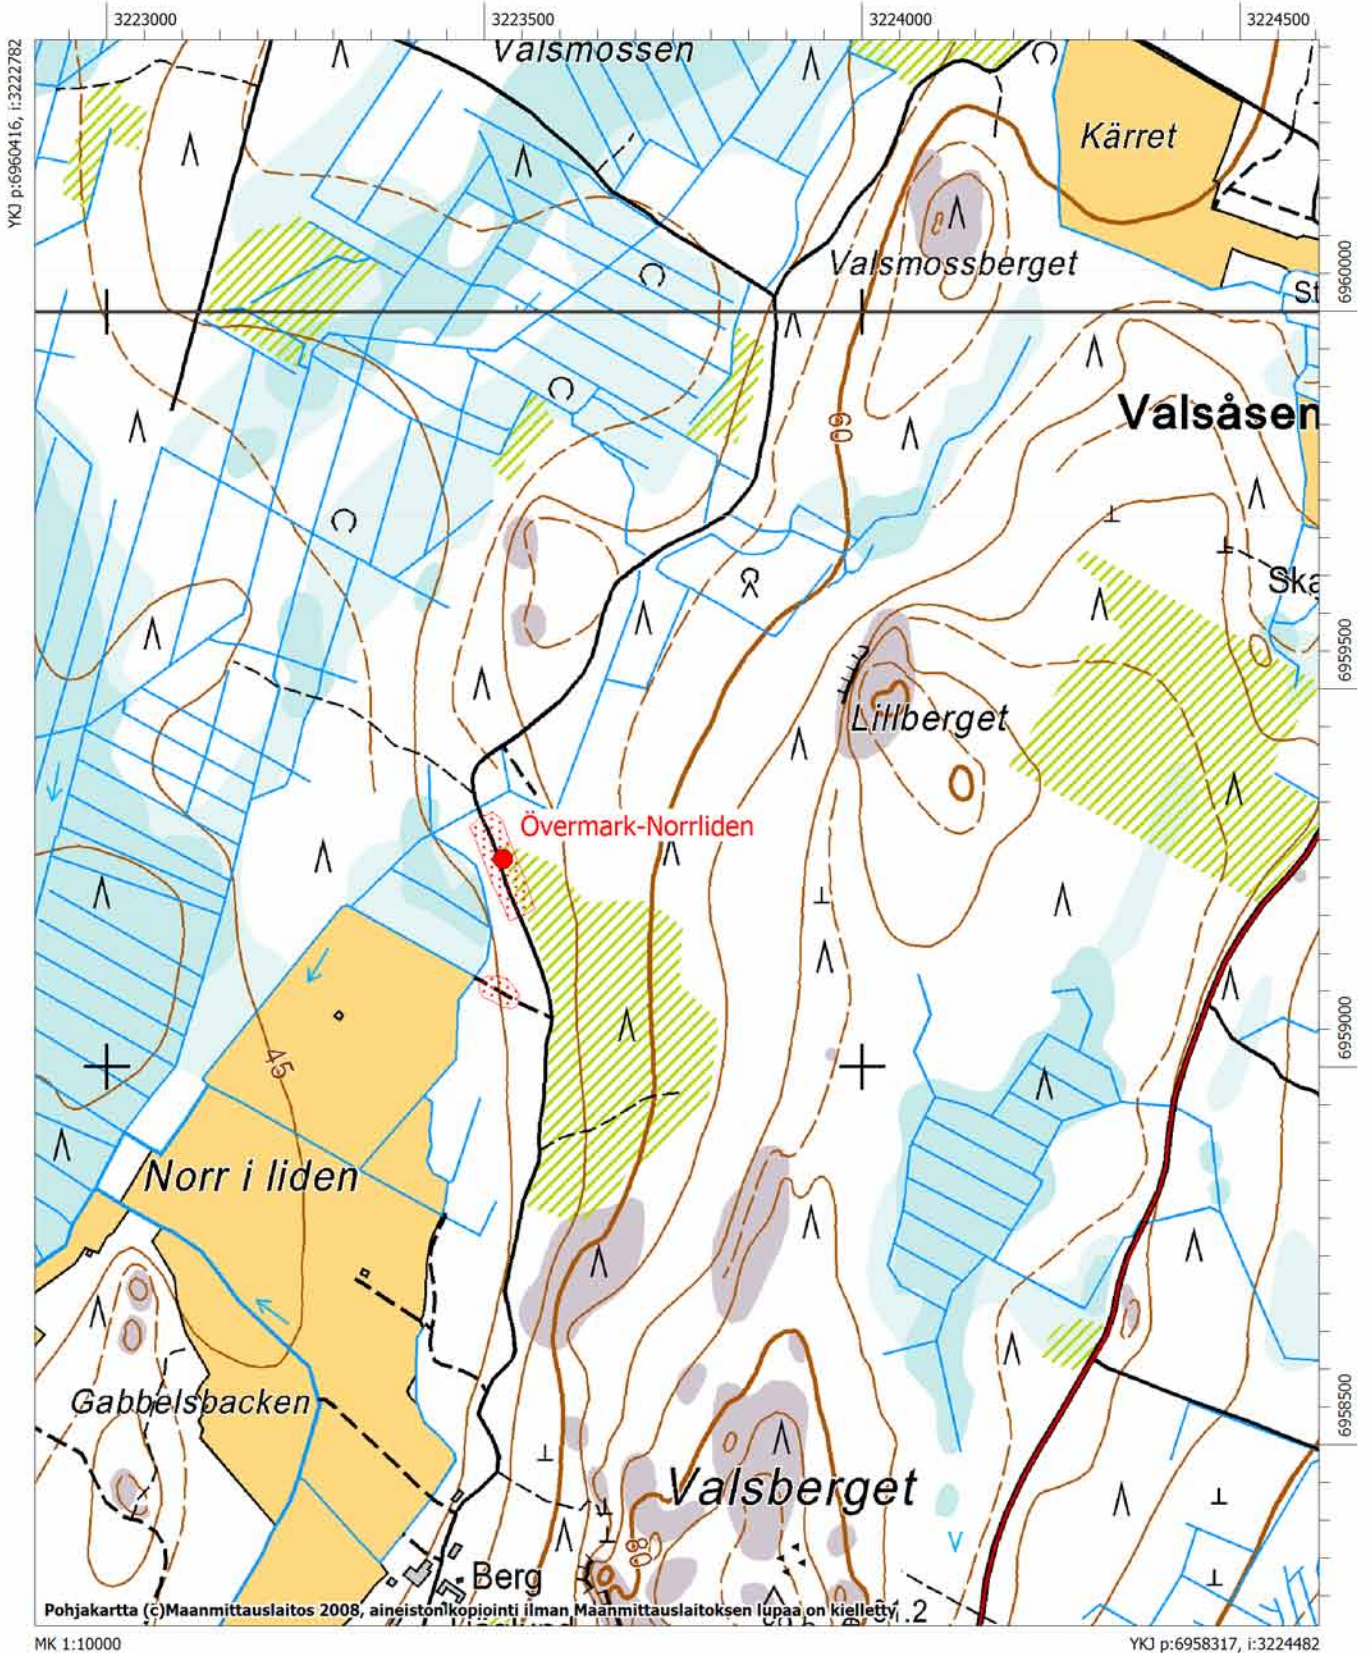 3223000
3223500
3224000
3224500
YKJ p:6960416, i:3222782
Valsmossen
Kärret
Valsmossberget
6960000
St
60
Valsåsen
Ska
6959500
Lillberget
Övermark-Norrliden
6959000
45
Norr i liden
Gabbelsbacken
6958500
Valsberget
80
Berg
Pohjakartta (c)Maanmittauslaitos 2008, aineiston kopiointi ilman Maanmittauslaitoksen lupaa on kielletty
1.2
MK 1:10000
YKJ p:6958317, i:3224482